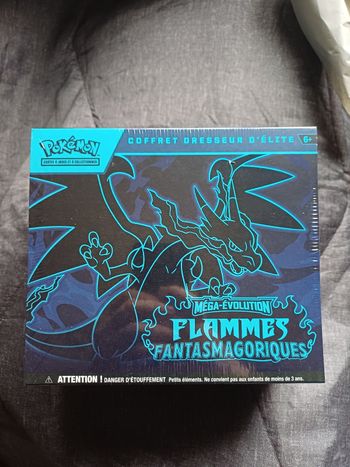 COFFRET DRESSEUR D'ÉLITE 6+
POKÉMON
CARTES À JOUER ET À COLLECTIONNER
MÉGA-ÉVOLUTION
FLAMMES
FANTASMAGORIQUES
ATTENTION ! DANGER D'ÉTOUFFEMENT Petits éléments. Ne convient pas aux enfants de moins de 3 ans.